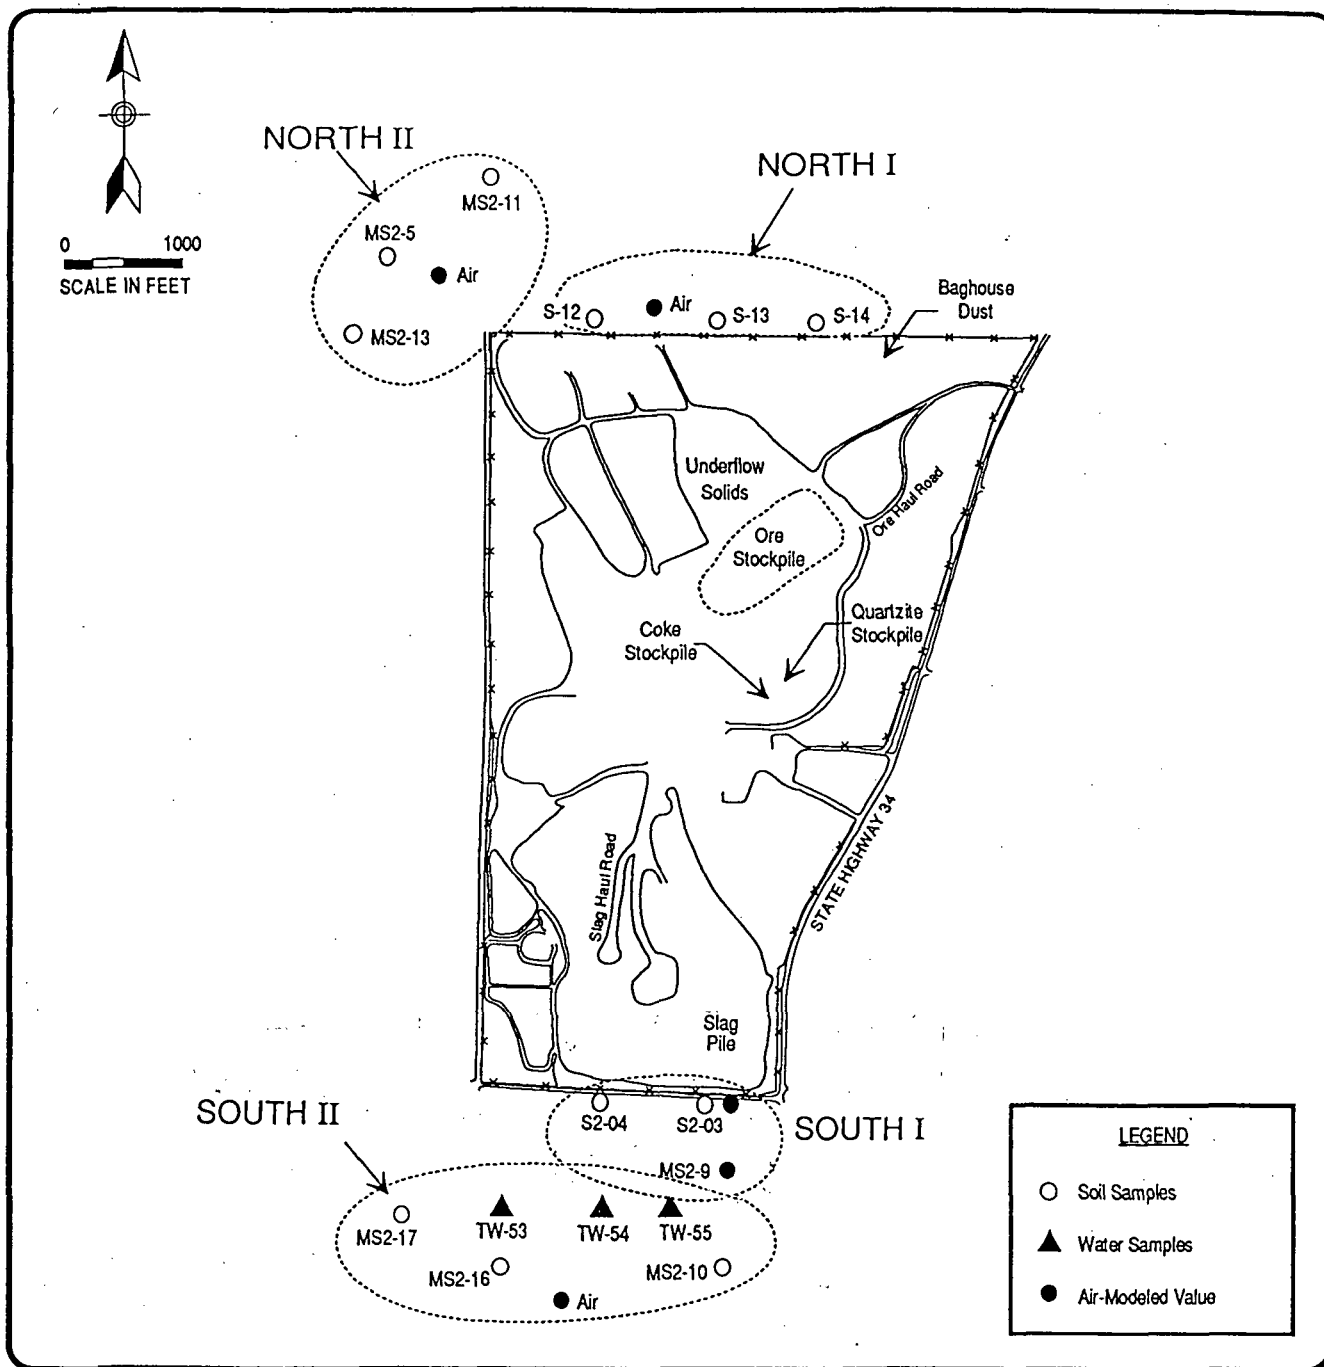 NORTH II
NORTH I
MS2-11
MS2-5
0 1000
Air
SCALE IN FEET
Baghouse
Dust
S-12
Air
S-13
S-14
MS2-13
Underflow
Solids
Ore Haul Road
Ore
Stockpile
Quartzite
Stockpile
Coke
Stockpile
STATE HIGHWAY 34
Slag Haul Road
Slag
Pile
SOUTH II
S2-04
S2-03
SOUTH I
MS2-9
MS2-17
TW-53
TW-54
TW-55
MS2-16
MS2-10
Air
LEGEND
Soil Samples
Water Samples
Air-Modeled Value